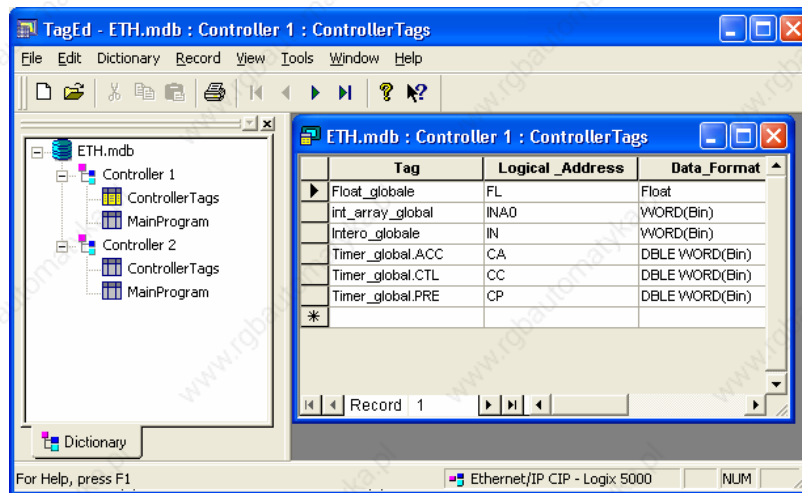 TagEd - ETH.mdb : Controller 1 : ControllerTags
File Edit Dictionary Record View Tools Window Help
ETH.mdb
Controller 1
ControllerTags
MainProgram
Controller 2
ControllerTags
MainProgram
Dictionary
ETH.mdb : Controller 1 : ControllerTags
Tag Logical _Address Data_Format
Float_globale FL Float
int_array_global INA0 WORD(Bin)
Intero_globale IN WORD(Bin)
Timer_global.ACC CA DBLE WORD(Bin)
Timer_global.CTL CC DBLE WORD(Bin)
Timer_global.PRE CP DBLE WORD(Bin)
Record 1
For Help, press F1 Ethernet/IP CIP - Logix 5000 NUM
www.rgbautomatyka.pl